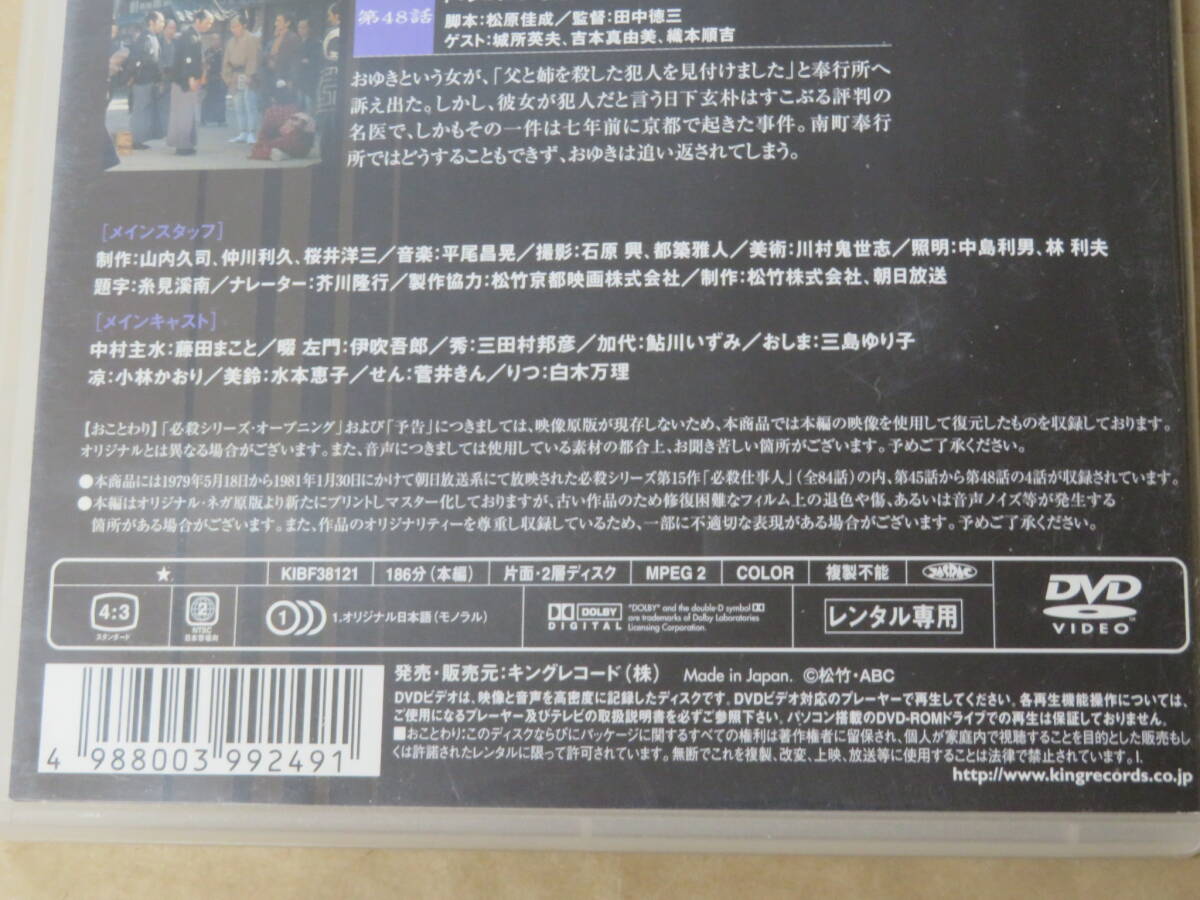 第48話
脚本:松原佳成／監督:田中徳三
ゲスト:城所英夫、吉本真由美、織本順吉
おゆきという女が、「父と姉を殺した犯人を見付けました」と奉行所へ
訴え出た。しかし、彼女が犯人だと言う日下玄朴はすこぶる評判の
名医で、しかもその一件は七年前に京都で起きた事件。南町奉行
所ではどうすることもできず、おゆきは追い返されてしまう。
[メインスタッフ]
制作:山内久司、仲川利久、桜井洋三／音楽:平尾昌晃／撮影:石原 興、都築雅人／美術:川村鬼世志／照明:中島利男、林 利夫
題字:糸見溪南／ナレーター:芥川隆行／製作協力:松竹京都映画株式会社／制作:松竹株式会社、朝日放送
[メインキャスト]
中村主水:藤田まこと／畷 左門:伊吹吾郎／秀:三田村邦彦／加代:鮎川いずみ／おしま:三島ゆり子
涼:小林かおり／美鈴:水本恵子／せん:菅井きん／りつ:白木万理
【おことわり】「必殺シリーズ・オープニング」および「予告」につきましては、映像原版が現存しないため、本商品では本編の映像を使用して復元したものを収録しております。
オリジナルとは異なる場合がございます。また、音声につきましては使用している素材の都合上、お聞き苦しい箇所がございます。予めご了承ください。
●本商品には1979年5月18日から1981年1月30日にかけて朝日放送系にて放映された必殺シリーズ第15作「必殺仕事人」（全84話）の内、第45話から第48話の4話が収録されています。
●本編はオリジナル・ネガ原版より新たにプリントしマスター化しておりますが、古い作品のため修復困難なフィルム上の退色や傷、あるいは音声ノイズ等が発生する
箇所がある場合がございます。また、作品のオリジナリティーを尊重し収録しているため、一部に不適切な表現がある場合がございます。予めご了承ください。
★ KIBF38121 186分（本編） 片面・2層ディスク MPEG 2 COLOR 複製不能 JASRAC
4:3 スタンダード 2 NTSC 日本市場向 1 1.オリジナル日本語（モノラル） DOLBY DIGITAL "DOLBY" and the double-D symbol are trademarks of Dolby Laboratories Licensing Corporation. レンタル専用 DVD VIDEO
発売・販売元:キングレコード（株） Made in Japan. ©松竹・ABC
DVDビデオは、映像と音声を高密度に記録したディスクです。DVDビデオ対応のプレーヤーで再生してください。各再生機能操作については、
ご使用になるプレーヤー及びテレビの取扱説明書を必ずご参照下さい。パソコン搭載のDVD-ROMドライブでの再生は保証しておりません。
■おことわり:このディスクならびにパッケージに関するすべての権利は著作権者に留保され、個人が家庭内で視聴することを目的とした販売もし
くは許諾されたレンタルに限って許可されています。無断でこれを複製、改変、上映、放送等に使用することは法律で禁止されています。I.
http://www.kingrecords.co.jp
4 988003 992491